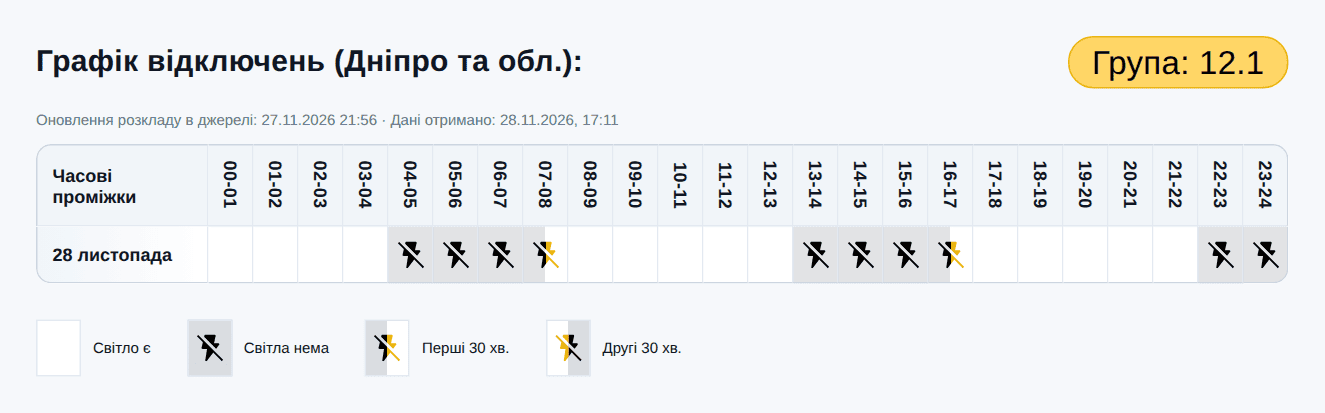 Графік відключень (Дніпро та обл.):
Група: 12.1
Оновлення розкладу в джерелі: 27.11.2026 21:56 · Дані отримано: 28.11.2026, 17:11
Часові
проміжки
00-01
01-02
02-03
03-04
04-05
05-06
06-07
07-08
08-09
09-10
10-11
11-12
12-13
13-14
14-15
15-16
16-17
17-18
18-19
19-20
20-21
21-22
22-23
23-24
28 листопада
Світло є
Світла нема
Перші 30 хв.
Другі 30 хв.